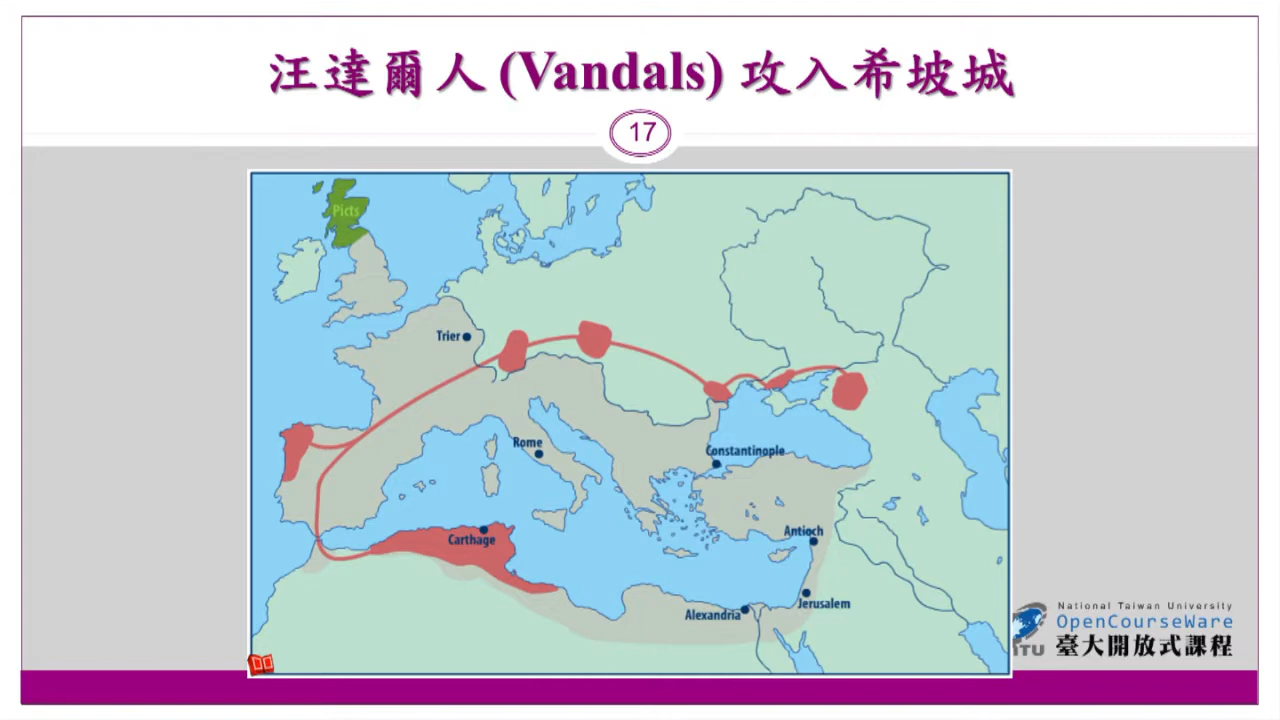 汪達爾人 (Vandals) 攻入希坡城
17
Picts
Trier
Rome
Constantinople
Carthage
Antioch
Jerusalem
Alexandria
National Taiwan University
OpenCourseWare
NTU 臺大開放式課程